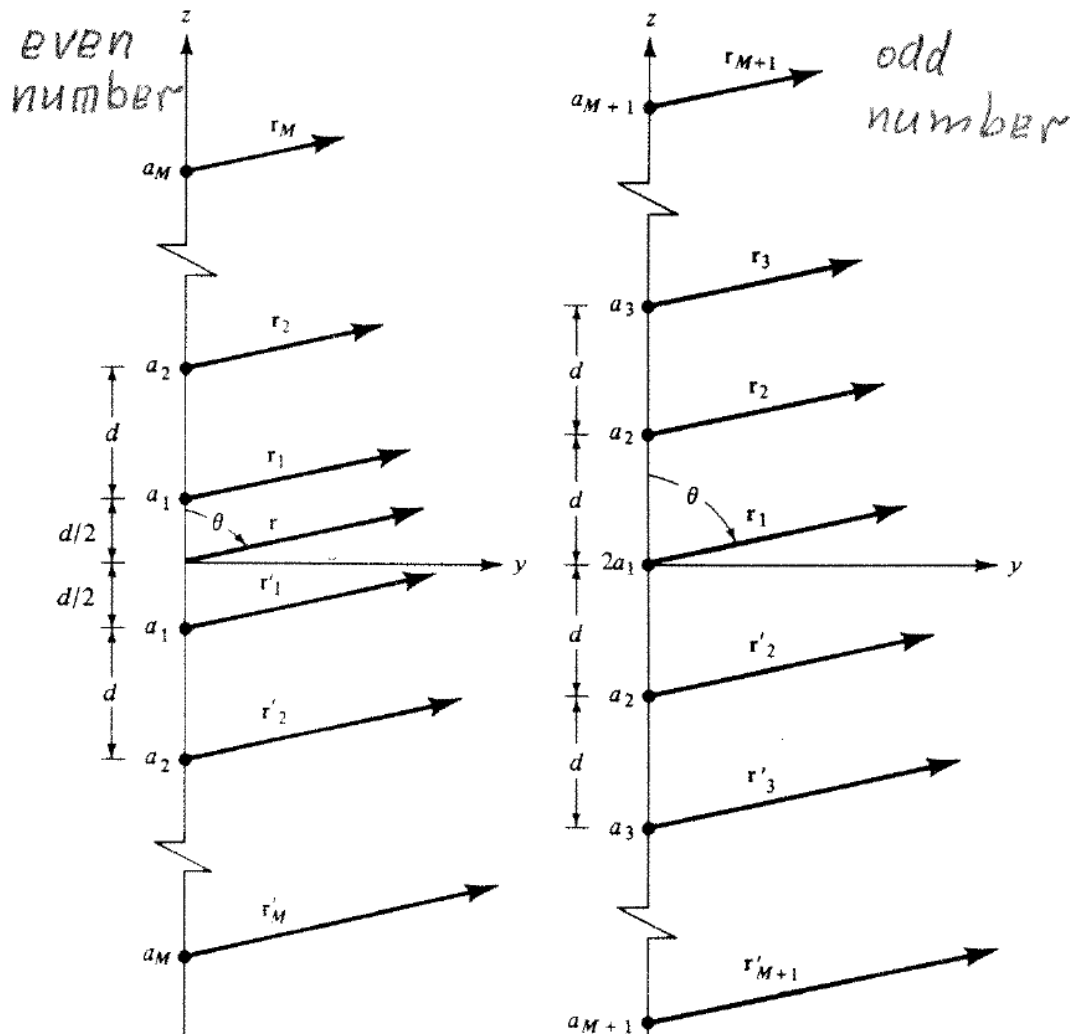 even
number
z
r_M
a_M
r_2
a_2
d
r_1
a_1
d/2
θ
r
y
d/2
r'_1
a_1
d
r'_2
a_2
r'_M
a_M
odd
number
z
r_{M+1}
a_{M+1}
r_3
a_3
d
r_2
a_2
d
θ
r_1
2a_1
y
d
r'_2
a_2
d
r'_3
a_3
r'_{M+1}
a_{M+1}